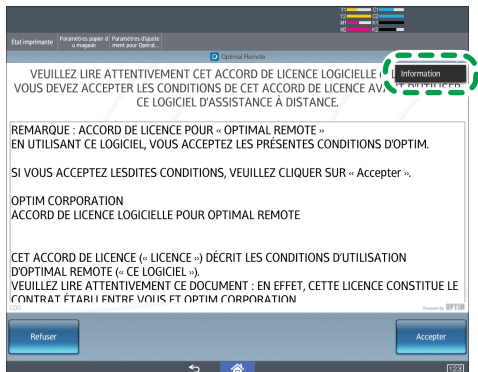 Y1 C1
Y2 C2
M1 K1
M2 K2
État imprimante
Paramètres papier d
u magasin
Paramètres d'ajuste
ment pour Opérat...
Optimal Remote
Information
VEUILLEZ LIRE ATTENTIVEMENT CET ACCORD DE LICENCE LOGICIELLE
VOUS DEVEZ ACCEPTER LES CONDITIONS DE CET ACCORD DE LICENCE
CE LOGICIEL D'ASSISTANCE À DISTANCE.
REMARQUE : ACCORD DE LICENCE POUR « OPTIMAL REMOTE »
EN UTILISANT CE LOGICIEL, VOUS ACCEPTEZ LES PRÉSENTES CONDITIONS D'OPTIM.
SI VOUS ACCEPTEZ LESDITES CONDITIONS, VEUILLEZ CLIQUER SUR « Accepter ».
OPTIM CORPORATION
ACCORD DE LICENCE LOGICIELLE POUR OPTIMAL REMOTE
CET ACCORD DE LICENCE (« LICENCE ») DÉCRIT LES CONDITIONS D'UTILISATION
D'OPTIMAL REMOTE (« CE LOGICIEL »).
VEUILLEZ LIRE ATTENTIVEMENT CE DOCUMENT : EN EFFET, CETTE LICENCE CONSTITUE LE
CONTRAT ÉTABLI ENTRE VOUS ET OPTIM CORPORATION
Powered by OPTiM
Refuser
Accepter
123